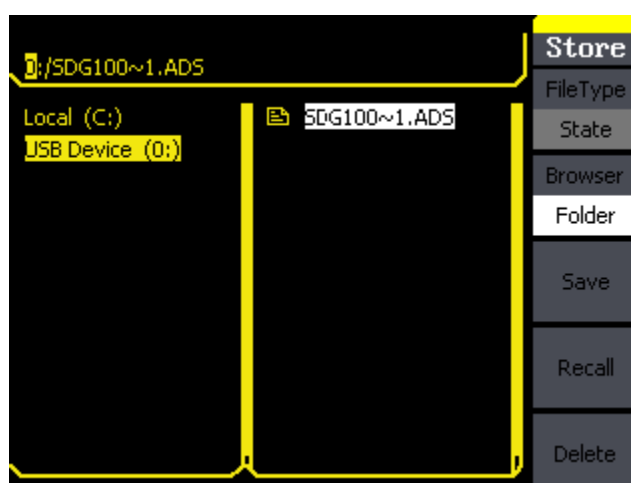 0:/SDG100~1.ADS
Local (C:)
USB Device (0:)
SDG100~1.ADS
Store
FileType
State
Browser
Folder
Save
Recall
Delete